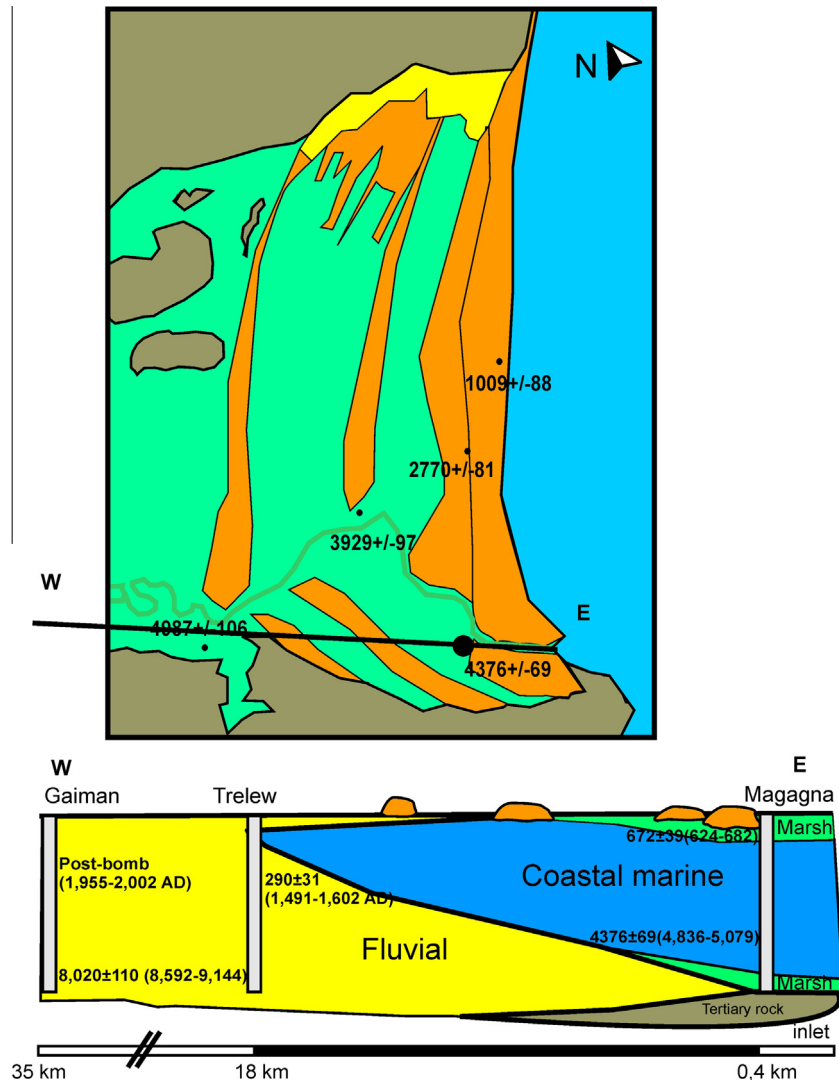 N
1009+/-88
2770+/-81
3929+/-97
W
E
4987+/-106
4376+/-69
W
E
Gaiman
Trelew
Magagna
Marsh
672±39(624-682)
Post-bomb
(1,955-2,002 AD)
290±31
(1,491-1,602 AD)
Coastal marine
Fluvial
4376±69(4,836-5,079)
8,020±110 (8,592-9,144)
Marsh
Tertiary rock
inlet
35 km
18 km
0,4 km